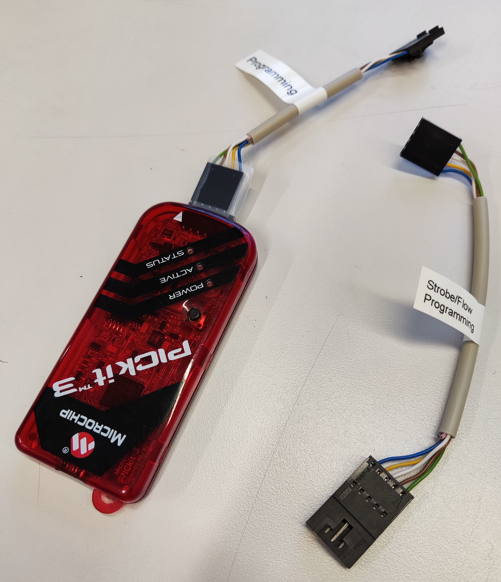 Programming
STATUS
ACTIVE
POWER
PICkit™ 3
MICROCHIP
®
Strobe/Flow
Programming